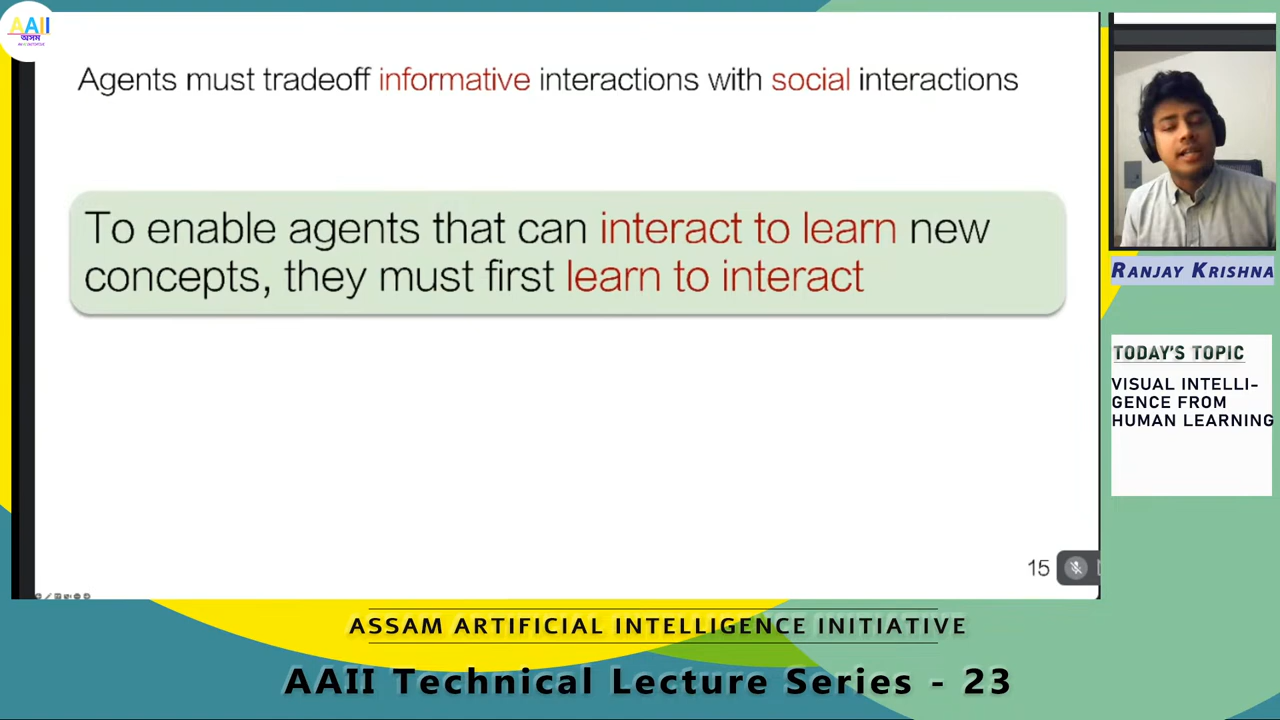 AAII
অসম
Agents must tradeoff informative interactions with social interactions
To enable agents that can interact to learn new
concepts, they must first learn to interact
15
RANJAY KRISHNA
TODAY'S TOPIC
VISUAL INTELLI-
GENCE FROM
HUMAN LEARNING
ASSAM ARTIFICIAL INTELLIGENCE INITIATIVE
AAII Technical Lecture Series - 23